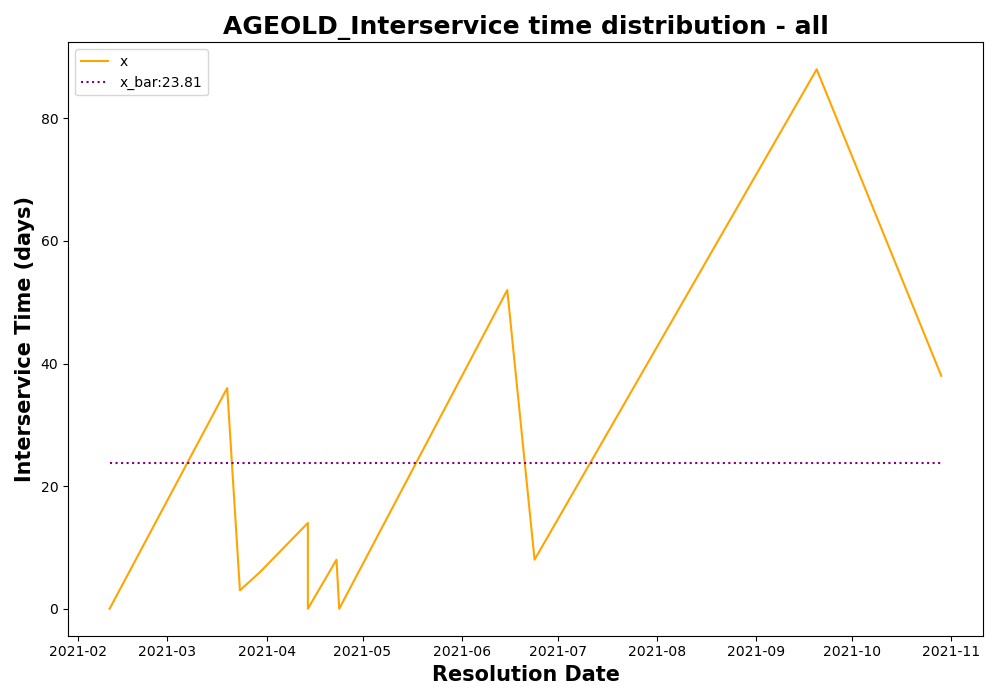 AGEOLD_Interservice time distribution - all
x
x_bar:23.81
Interservice Time (days)
80
60
40
20
0
2021-02 2021-03 2021-04 2021-05 2021-06 2021-07 2021-08 2021-09 2021-10 2021-11
Resolution Date